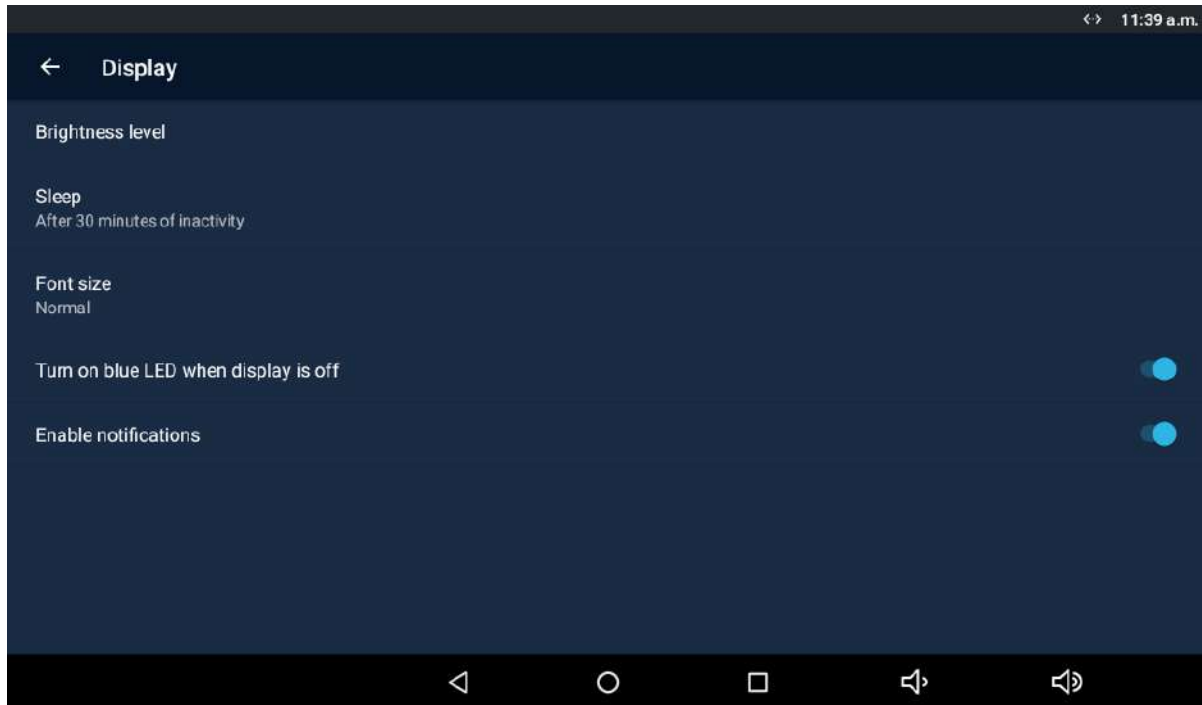 11:39 a.m.
Display
Brightness level
Sleep
After 30 minutes of inactivity
Font size
Normal
Turn on blue LED when display is off
Enable notifications